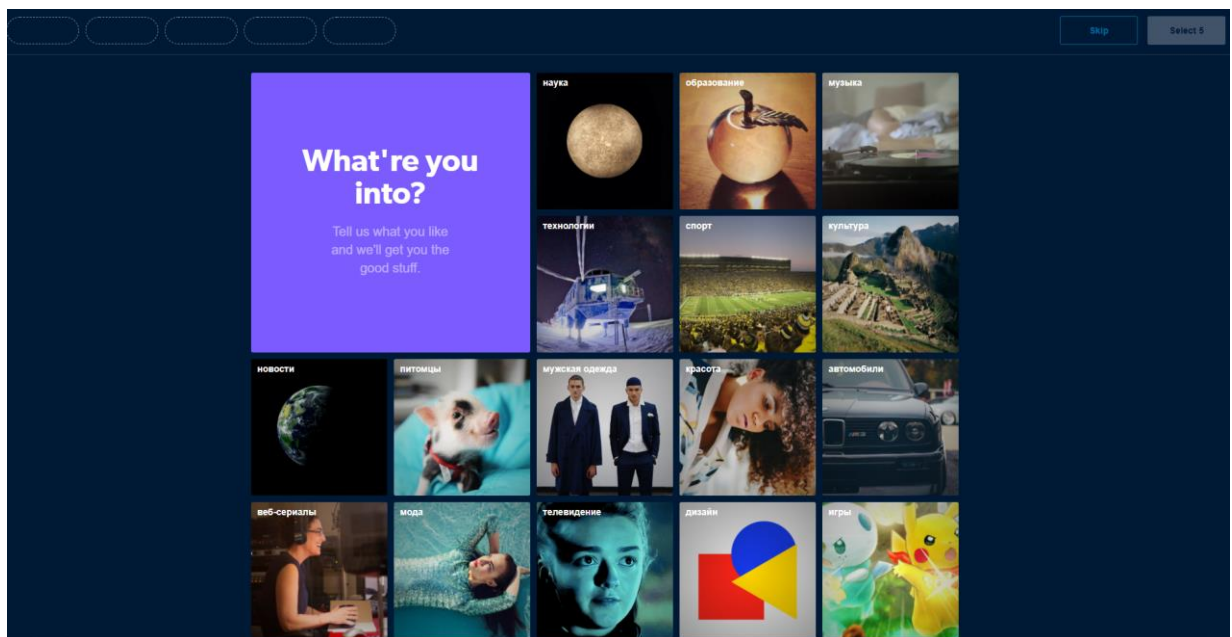 Skip
Select 5
What're you
into?
Tell us what you like
and we'll get you the
good stuff.
наука
образование
музыка
технологии
спорт
культура
новости
питомцы
мужская одежда
красота
автомобили
веб-сериалы
мода
телевидение
дизайн
игры